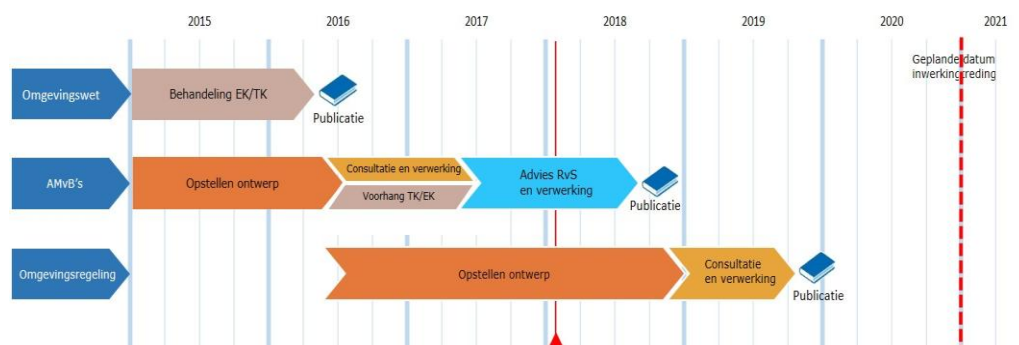 2015 2016 2017 2018 2019 2020 2021
Geplande datum
inwerkingtreding
Omgevingswet
Behandeling EK/TK
Publicatie
AMvB's
Opstellen ontwerp
Consultatie en verwerking
Voorhang TK/EK
Advies RvS
en verwerking
Publicatie
Omgevingsregeling
Opstellen ontwerp
Consultatie
en verwerking
Publicatie